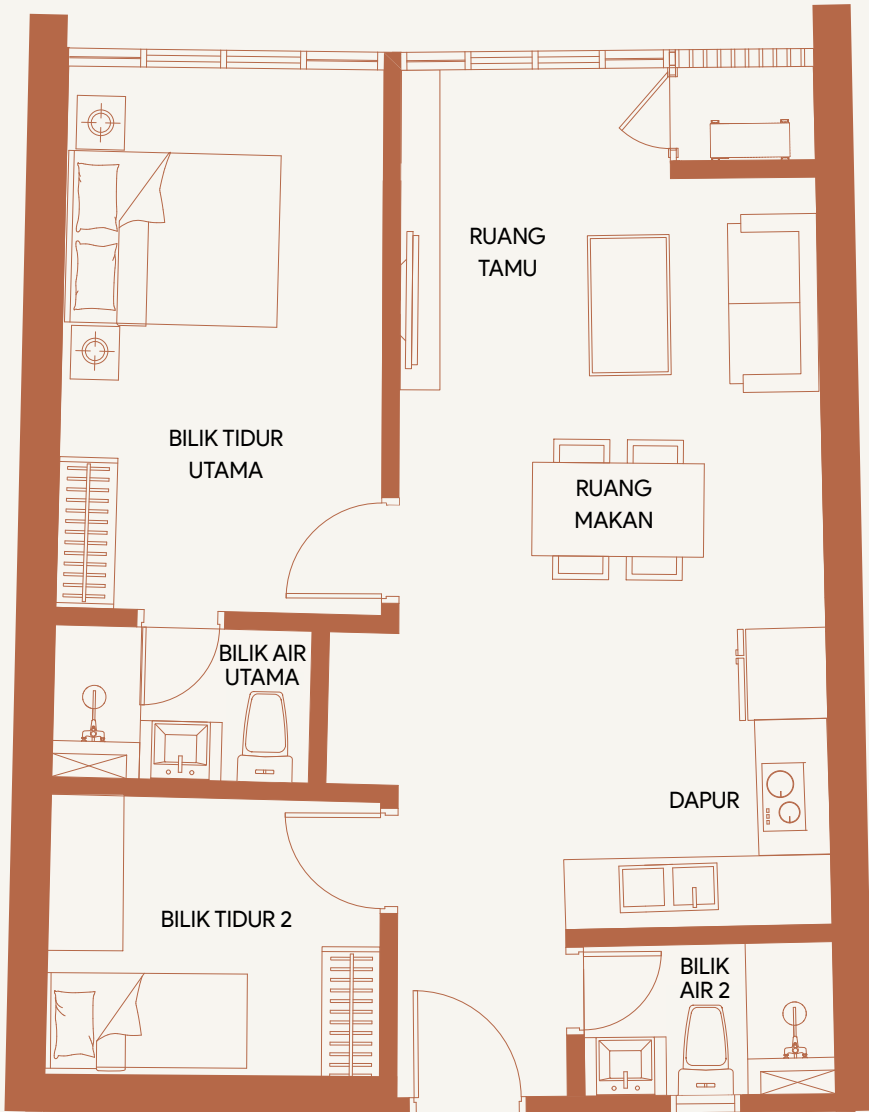 RUANG
TAMU
BILIK TIDUR
UTAMA
RUANG
MAKAN
BILIK AIR
UTAMA
DAPUR
BILIK TIDUR 2
BILIK
AIR 2